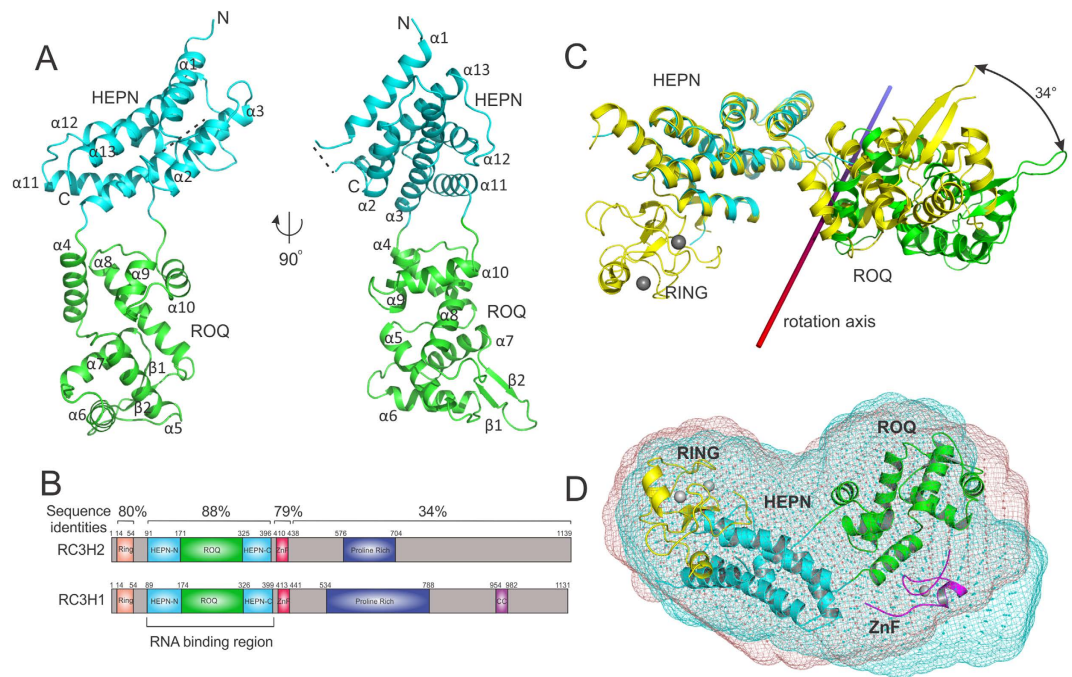 A
N
α1
HEPN
α3
α12
α13
α11
C
α2
α4
α8
α9
α10
ROQ
α7
β1
β2
α6
α5
90°
N
α1
α13
HEPN
α12
C
α11
α2
α3
α4
α10
α9
α8
ROQ
α5
α7
β2
α6
β1
C
HEPN
34°
RING
ROQ
rotation axis
B
Sequence identities
80% 88% 79% 34%
1 14 54 91 171 325 396 410 438 576 704 1139
RC3H2 Ring HEPN-N ROQ HEPN-C ZnF Proline Rich
1 14 54 89 174 326 399 413 441 534 788 954 982 1131
RC3H1 Ring HEPN-N ROQ HEPN-C ZnF Proline Rich CC
RNA binding region
D
RING
HEPN
ROQ
ZnF